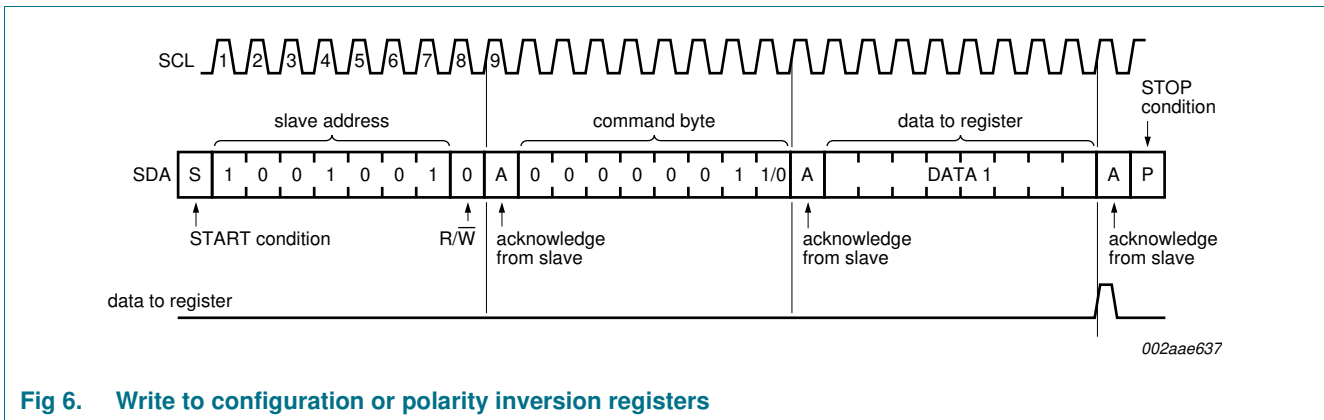 SCL 1 2 3 4 5 6 7 8 9
STOP
condition
slave address command byte data to register
SDA S 1 0 0 1 0 0 1 0 A 0 0 0 0 0 0 1 1/0 A DATA 1 A P
START condition R/W̅ acknowledge acknowledge acknowledge
from slave from slave from slave
data to register
002aae637
Fig 6. Write to configuration or polarity inversion registers